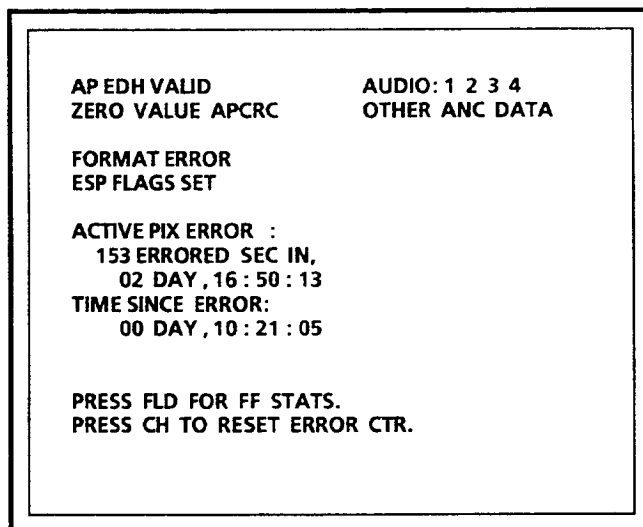 AP EDH VALID AUDIO: 1 2 3 4
ZERO VALUE APCRC OTHER ANC DATA
FORMAT ERROR
ESP FLAGS SET
ACTIVE PIX ERROR :
153 ERRORED SEC IN,
02 DAY , 16 : 50 : 13
TIME SINCE ERROR:
00 DAY , 10 : 21 : 05
PRESS FLD FOR FF STATS.
PRESS CH TO RESET ERROR CTR.